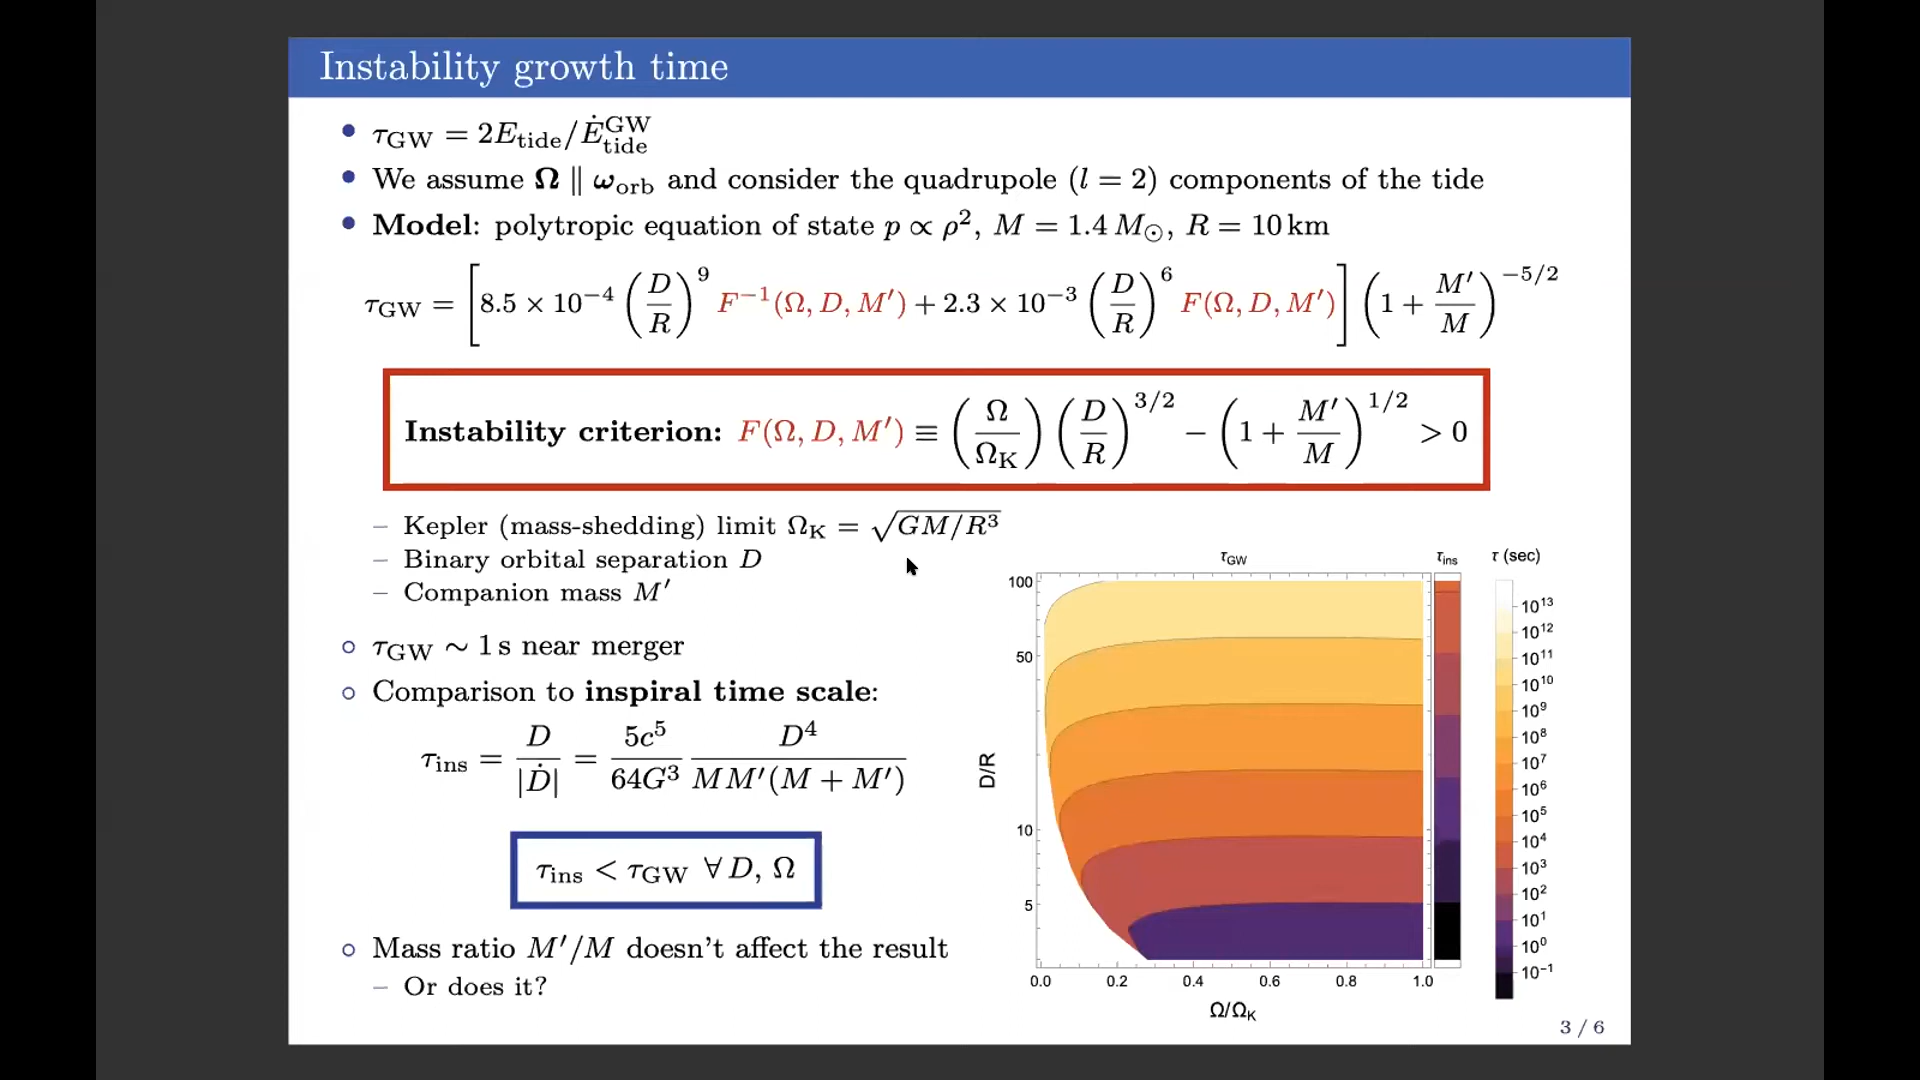 Instability growth time
• τ_GW = 2E_tide/Ė_tide^GW
• We assume Ω ∥ ω_orb and consider the quadrupole (l = 2) components of the tide
• Model: polytropic equation of state p ∝ ρ², M = 1.4 M_⊙, R = 10 km
τ_GW = [8.5 × 10⁻⁴ (D/R)⁹ F⁻¹(Ω, D, M′) + 2.3 × 10⁻³ (D/R)⁶ F(Ω, D, M′)] (1 + M′/M)^(−5/2)
Instability criterion: F(Ω, D, M′) ≡ (Ω/Ω_K) (D/R)^(3/2) − (1 + M′/M)^(1/2) > 0
– Kepler (mass-shedding) limit Ω_K = √(GM/R³)
– Binary orbital separation D
– Companion mass M′
○ τ_GW ∼ 1 s near merger
○ Comparison to inspiral time scale:
τ_ins = D/|Ḋ| = 5c⁵/64G³ D⁴/MM′(M + M′)
τ_ins < τ_GW ∀ D, Ω
○ Mass ratio M′/M doesn't affect the result
– Or does it?
τ_GW τ_ins τ (sec)
100
50
10
5
D/R
0.0 0.2 0.4 0.6 0.8 1.0
Ω/Ω_K
10¹³
10¹²
10¹¹
10¹⁰
10⁹
10⁸
10⁷
10⁶
10⁵
10⁴
10³
10²
10¹
10⁰
10⁻¹
3 / 6